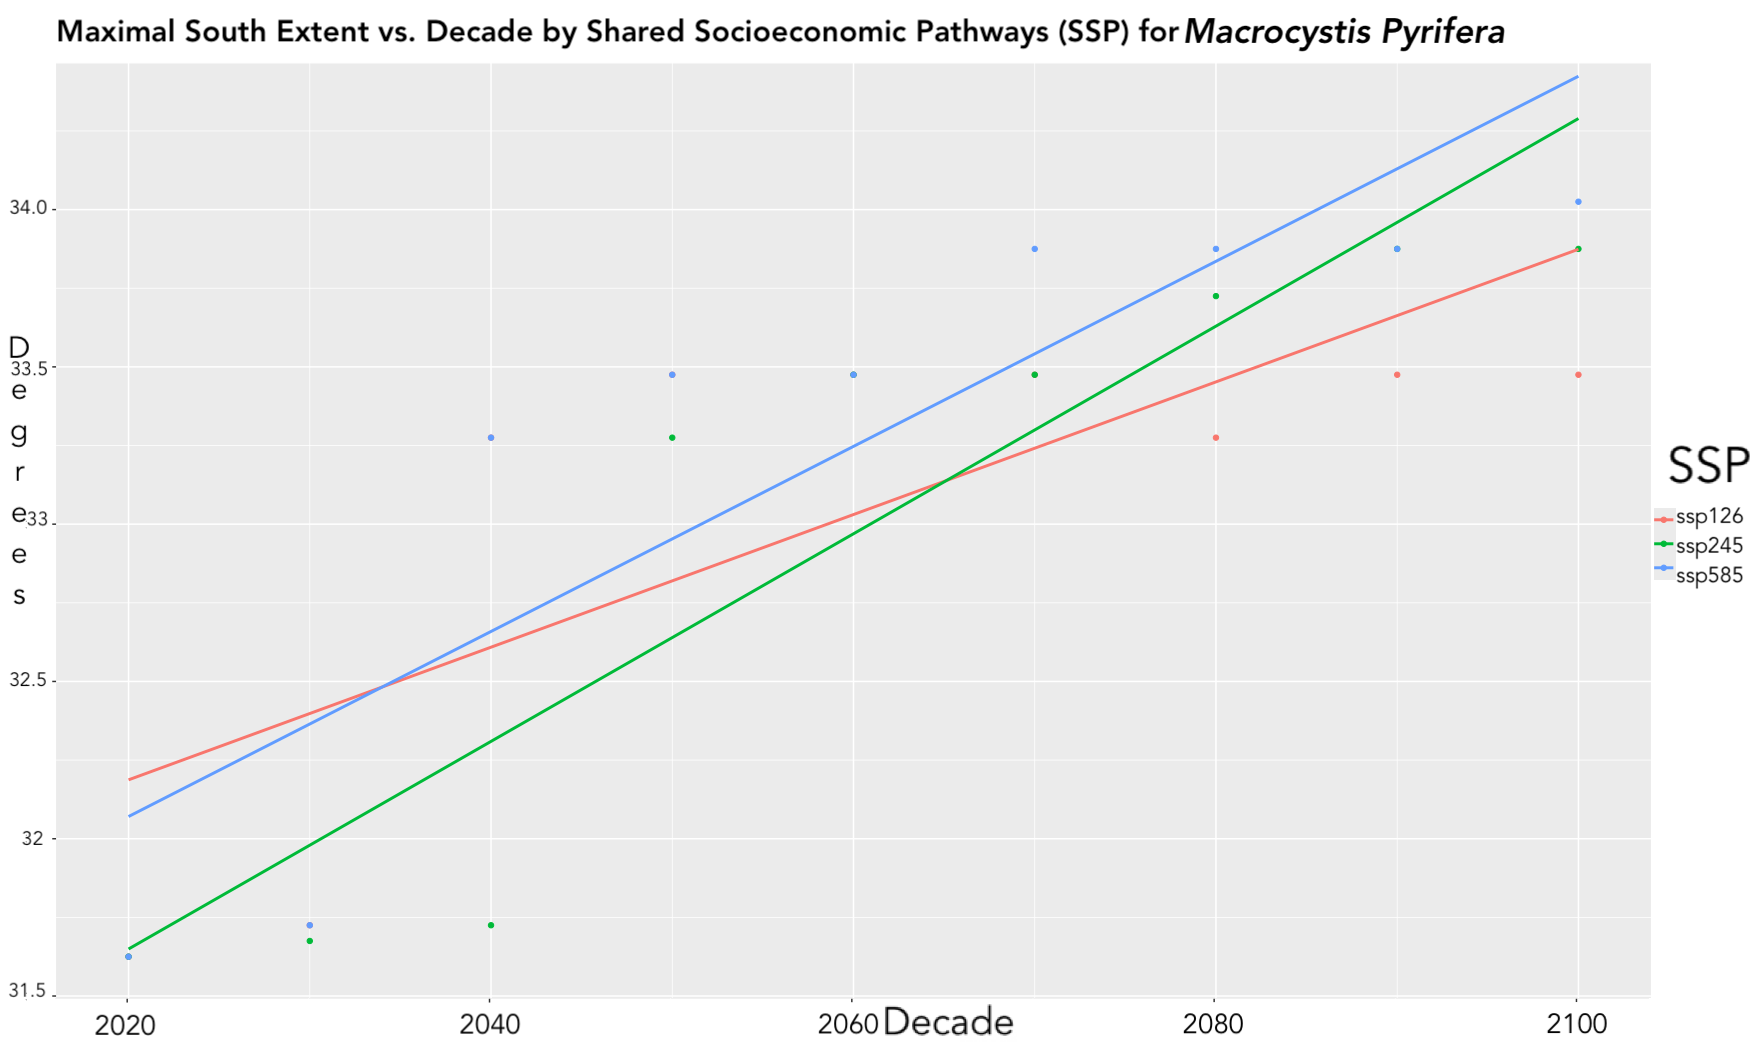 Maximal South Extent vs. Decade by Shared Socioeconomic Pathways (SSP) for Macrocystis Pyrifera
34.0
33.5
33
32.5
32
31.5
Degrees
2020
2040
2060
2080
2100
Decade
SSP
ssp126
ssp245
ssp585